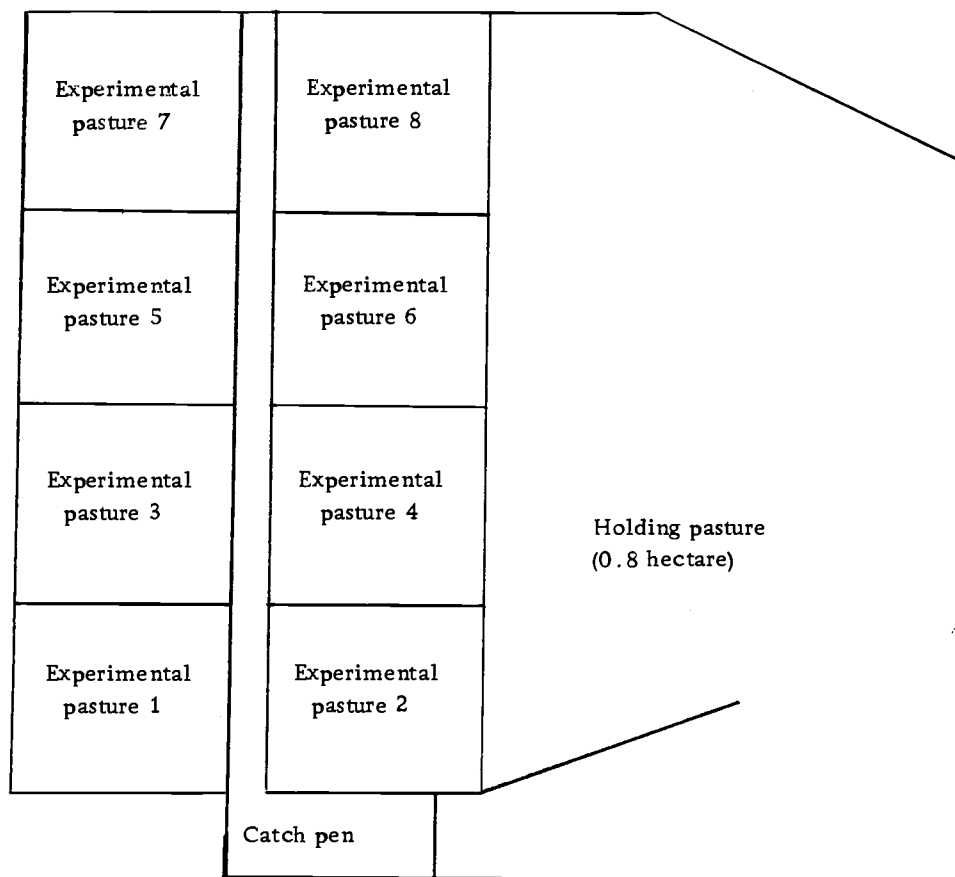 Experimental
pasture 7
Experimental
pasture 8
Experimental
pasture 5
Experimental
pasture 6
Experimental
pasture 3
Experimental
pasture 4
Holding pasture
(0.8 hectare)
Experimental
pasture 1
Experimental
pasture 2
Catch pen